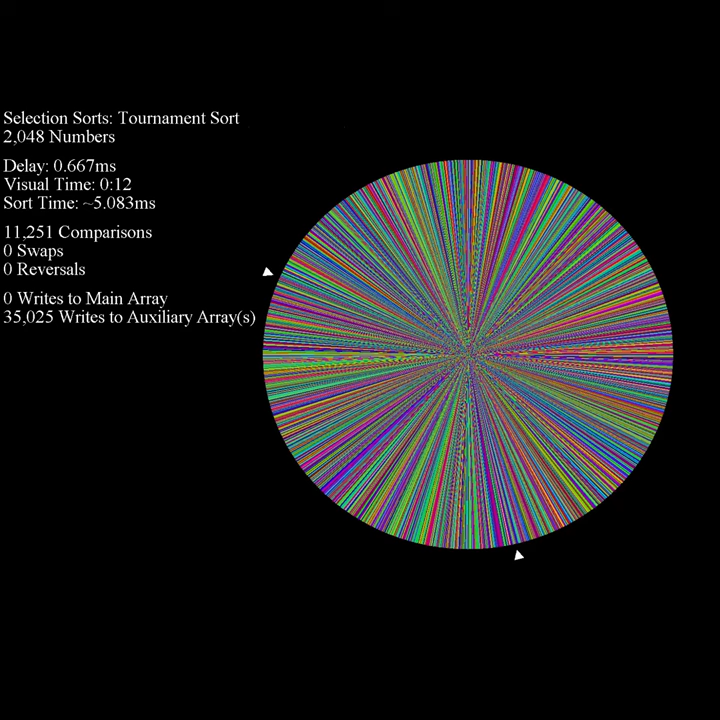 Selection Sorts: Tournament Sort
2,048 Numbers
Delay: 0.667ms
Visual Time: 0:12
Sort Time: ~5.083ms
11,251 Comparisons
0 Swaps
0 Reversals
0 Writes to Main Array
35,025 Writes to Auxiliary Array(s)